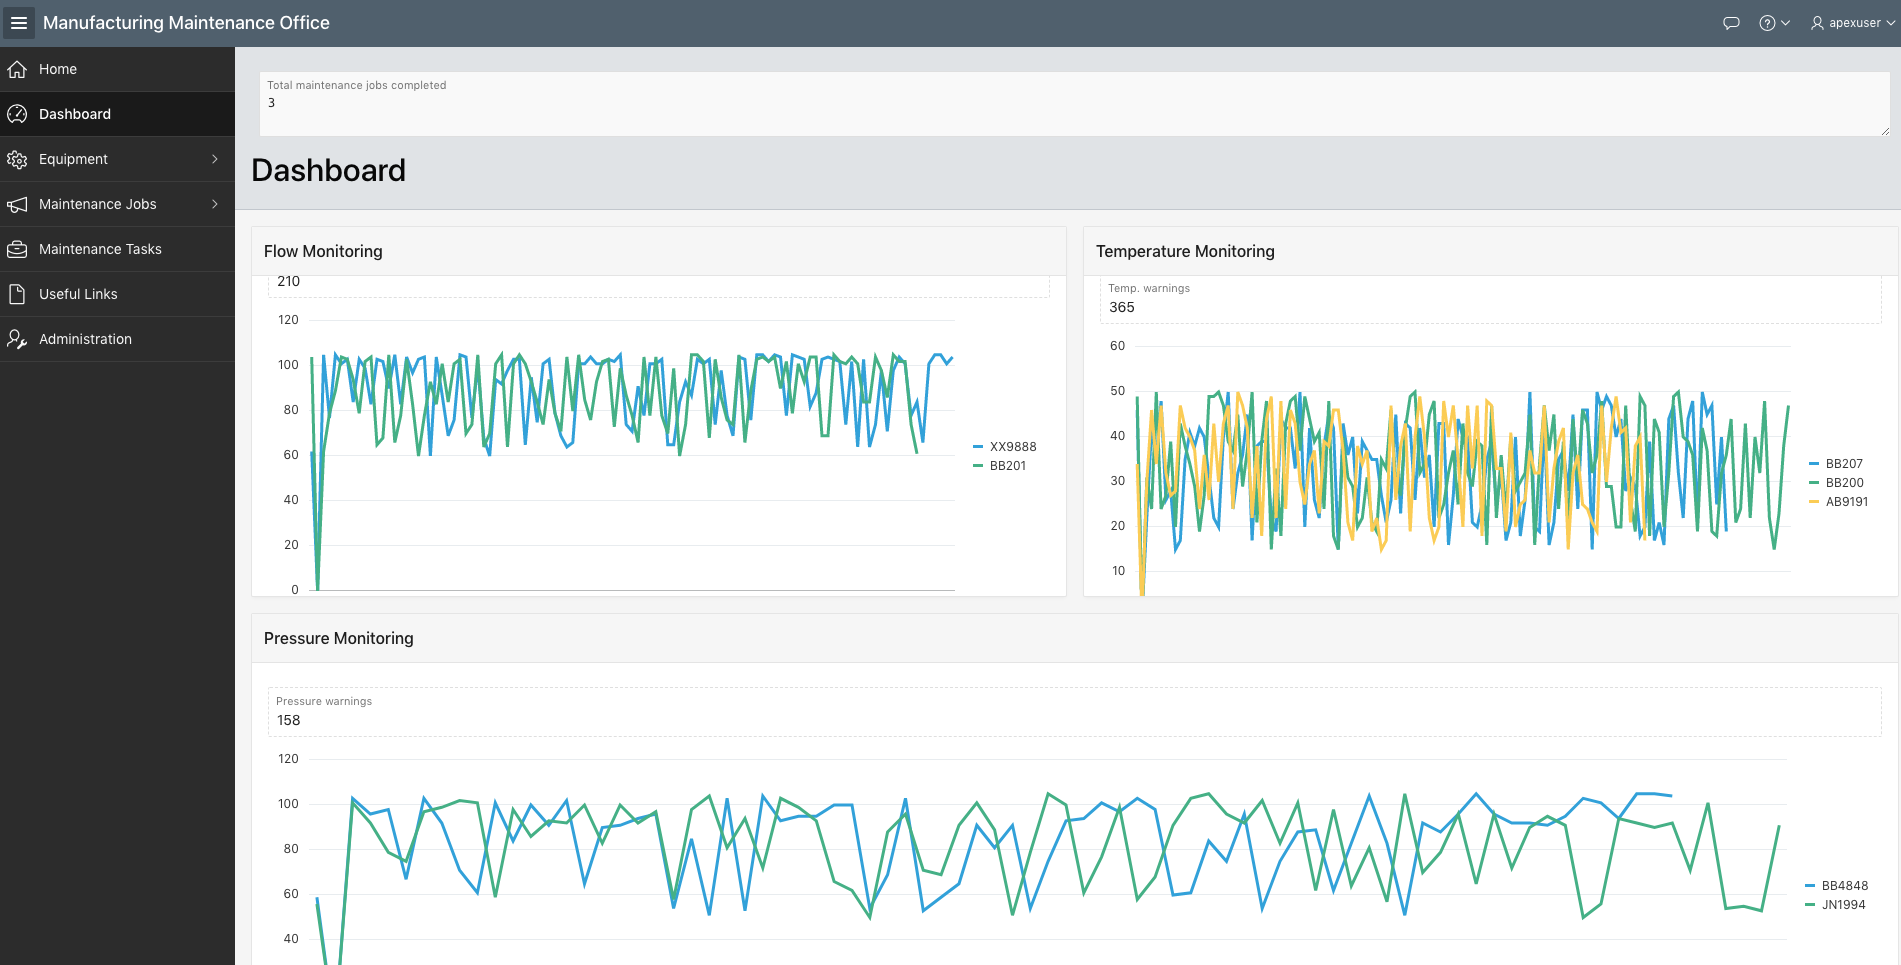 Manufacturing Maintenance Office
apexuser
Home
Dashboard
Equipment
Maintenance Jobs
Maintenance Tasks
Useful Links
Administration
Total maintenance jobs completed
3
Dashboard
Flow Monitoring
210
120
100
80
60
40
20
0
XX9888
BB201
Temperature Monitoring
Temp. warnings
365
60
50
40
30
20
10
BB207
BB200
AB9191
Pressure Monitoring
Pressure warnings
158
120
100
80
60
40
BB4848
JN1994